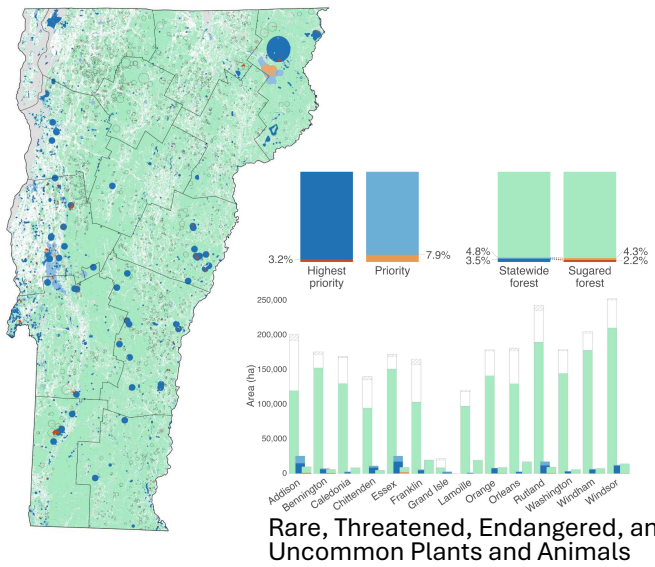 3.2%
Highest
priority
Priority
7.9%
4.8%
3.5%
Statewide
forest
Sugared
forest
4.3%
2.2%
Area (ha)
250,000
200,000
150,000
100,000
50,000
0
Addison
Bennington
Caledonia
Chittenden
Essex
Franklin
Grand Isle
Lamoille
Orange
Orleans
Rutland
Washington
Windham
Windsor
Rare, Threatened, Endangered, an
Uncommon Plants and Animals